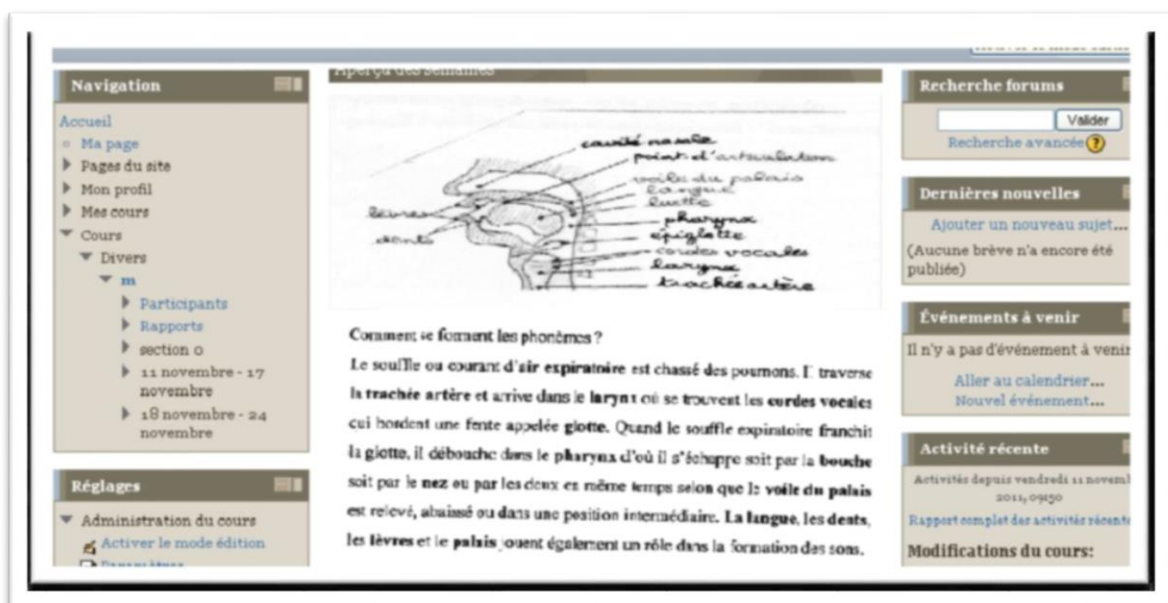 Navigation
Accueil
Ma page
Pages du site
Mon profil
Mes cours
Cours
Divers
m
Participants
Rapports
section 0
11 novembre - 17
novembre
18 novembre - 24
novembre
Réglages
Administration du cours
Activer le mode édition
Aperçu des semaines
cavité nasale
point d'articulation
voile du palais
langue
luette
pharynx
épiglotte
cordes vocales
larynx
trachée artère
lèvres
dents
Comment se forment les phonèmes ?
Le souffle ou courant d'air expiratoire est chassé des poumons. Il traverse
la trachée artère et arrive dans le larynx où se trouvent les cordes vocales
qui bordent une fente appelée glotte. Quand le souffle expiratoire franchit
la glotte, il débouche dans le pharynx d'où il s'échappe soit par la bouche
soit par le nez ou par les deux en même temps selon que le voile du palais
est relevé, abaissé ou dans une position intermédiaire. La langue, les dents,
les lèvres et le palais jouent également un rôle dans la formation des sons.
Recherche forums
Valider
Recherche avancée ?
Dernières nouvelles
Ajouter un nouveau sujet...
(Aucune brève n'a encore été
publiée)
Événements à venir
Il n'y a pas d'événement à venir
Aller au calendrier...
Nouvel événement...
Activité récente
Activités depuis vendredi 11 novemb
2011, 09:50
Rapport complet des activités récente
Modifications du cours: